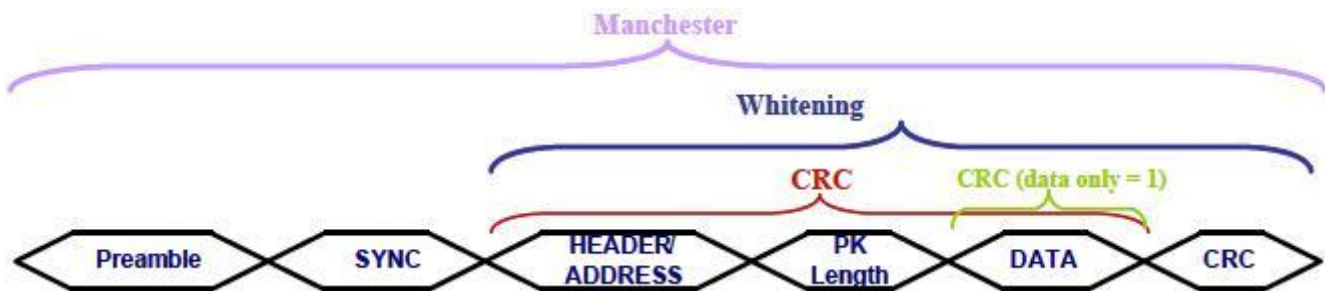 Manchester
Whitening
CRC
CRC (data only = 1)
Preamble
SYNC
HEADER/
ADDRESS
PK
Length
DATA
CRC